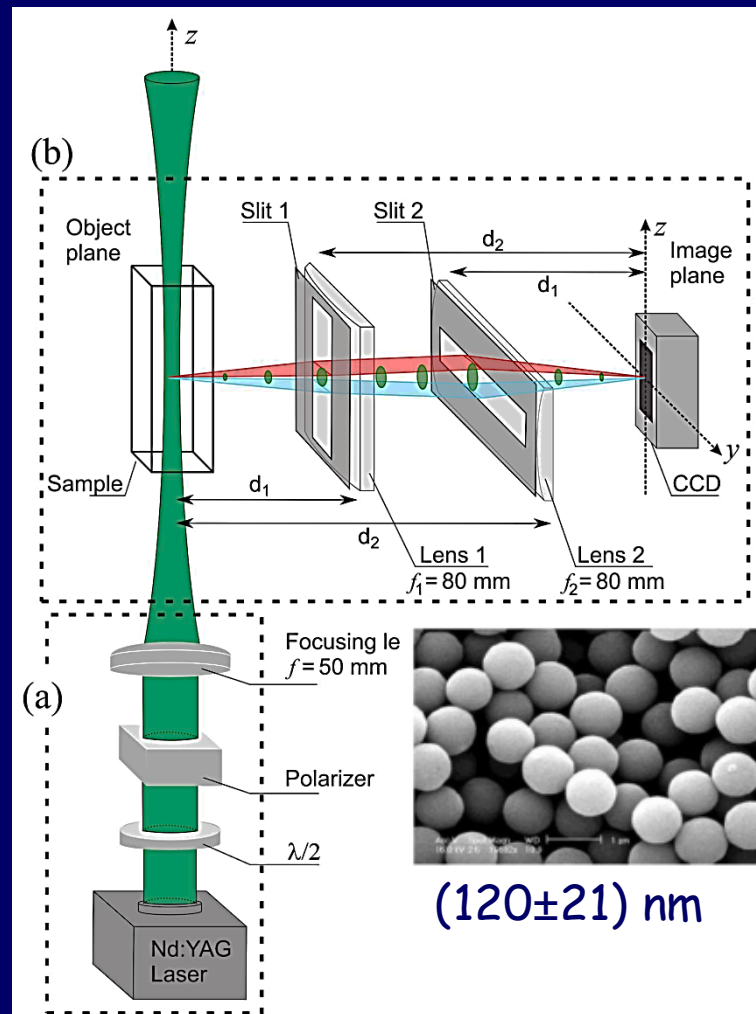 z
(b)
Slit 1
Slit 2
d₂
z
Object
plane
Image
plane
d₁
d₁
d₂
Sample
y
CCD
Lens 1
f₁= 80 mm
Lens 2
f₂= 80 mm
(a)
Focusing le
f = 50 mm
Polarizer
λ/2
Nd:YAG
Laser
WD
1 µm
(120±21) nm